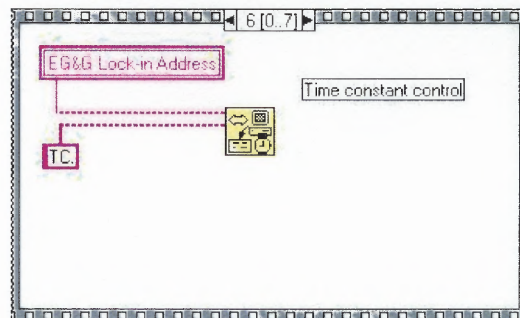 6 [0..7]
EG&G Lock-in Address
Time constant control
TC.